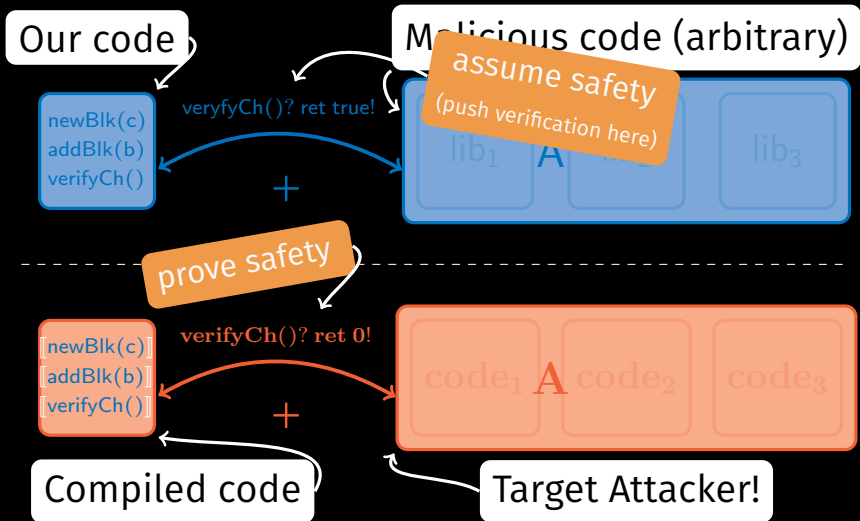 Our code
Malicious code (arbitrary)
assume safety
(push verification here)
newBlk(c)
addBlk(b)
verifyCh()
veryfyCh()? ret true!
+
lib1
A
lib3
prove safety
⟦newBlk(c)⟧
⟦addBlk(b)⟧
⟦verifyCh()⟧
verifyCh()? ret 0!
+
code1 A code2 code3
Compiled code
Target Attacker!